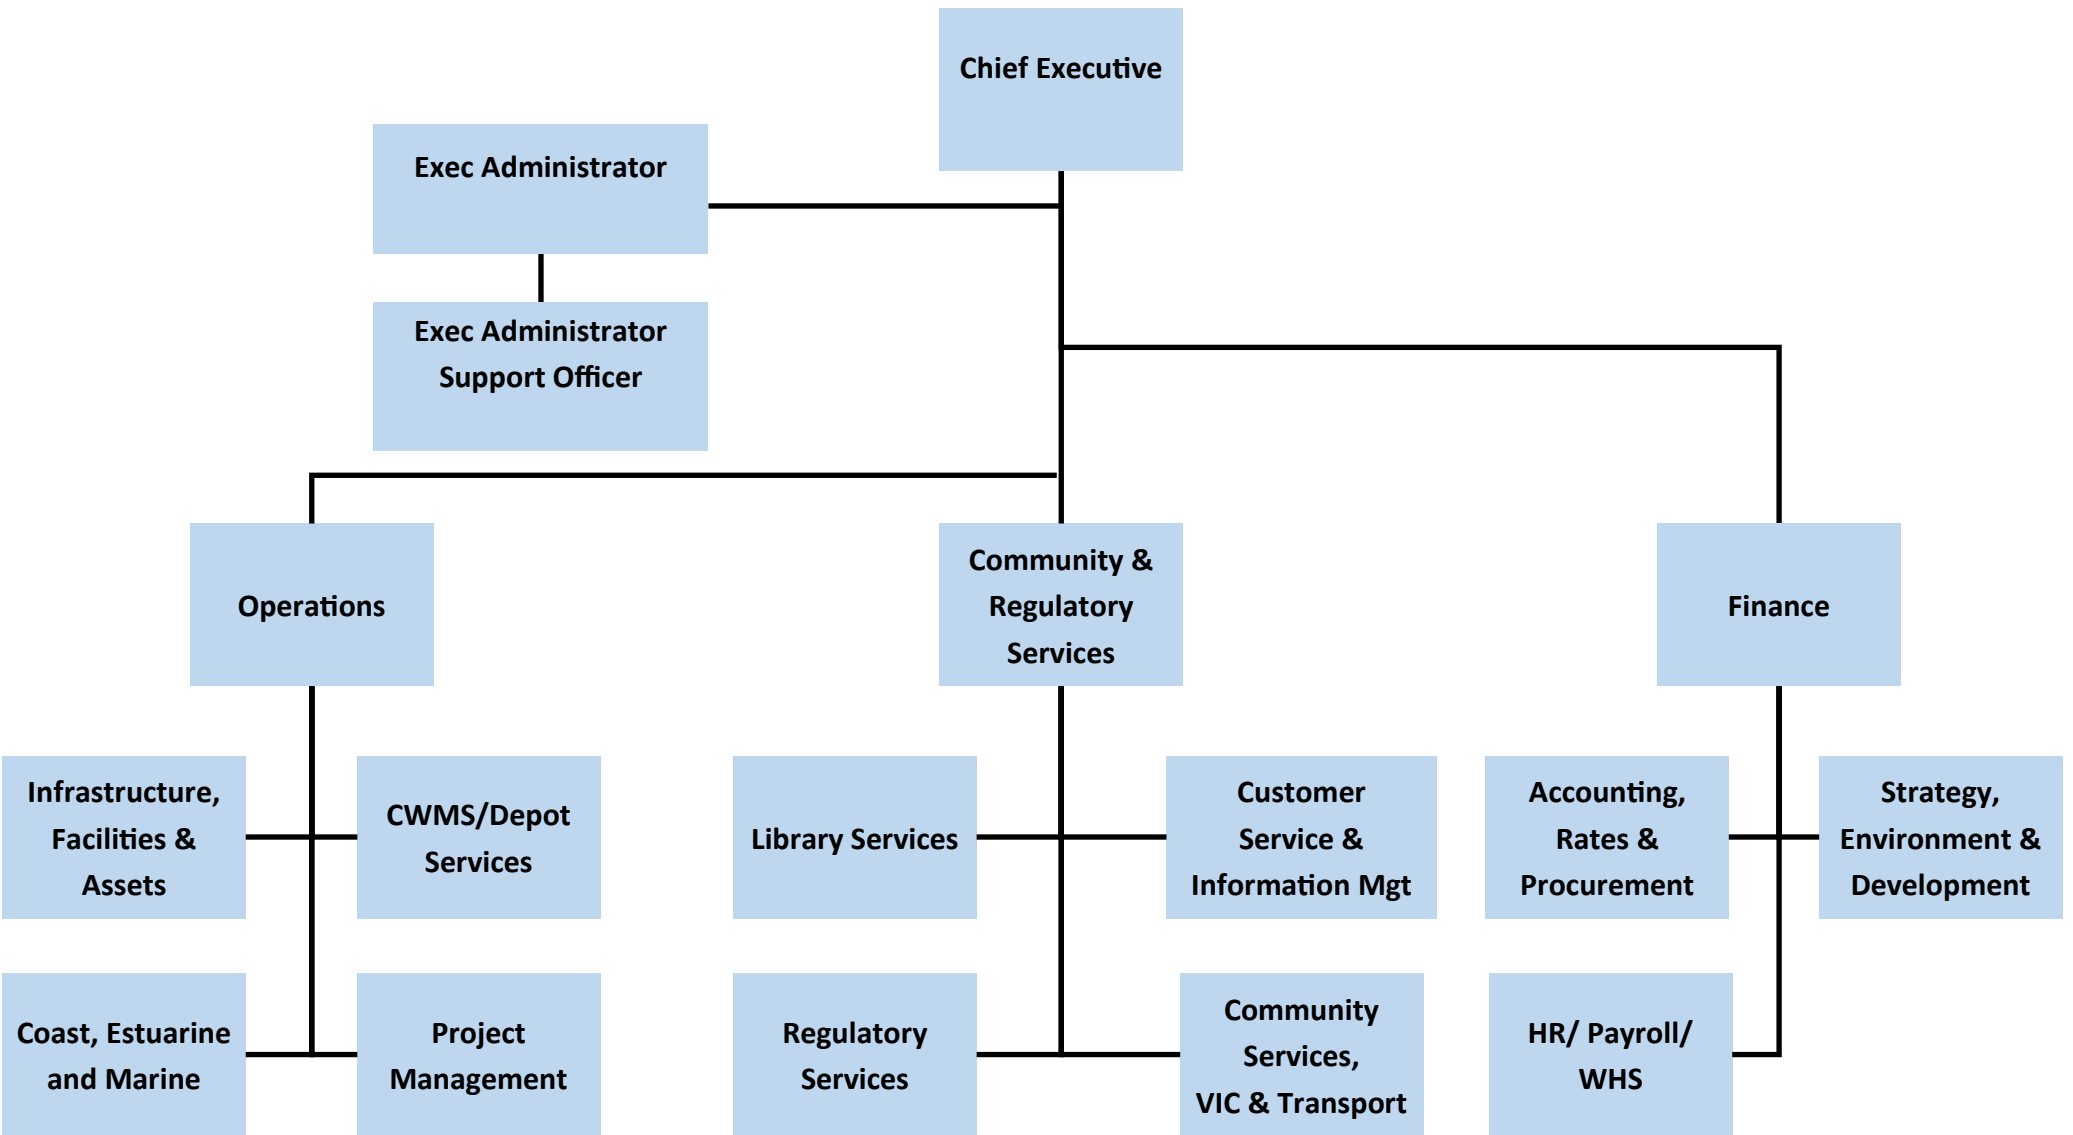 Chief Executive
Exec Administrator
Exec Administrator
Support Officer
Operations
Community &
Regulatory
Services
Finance
Infrastructure,
Facilities &
Assets
CWMS/Depot
Services
Library Services
Customer
Service &
Information Mgt
Accounting,
Rates &
Procurement
Strategy,
Environment &
Development
Coast, Estuarine
and Marine
Project
Management
Regulatory
Services
Community
Services,
VIC & Transport
HR/ Payroll/
WHS